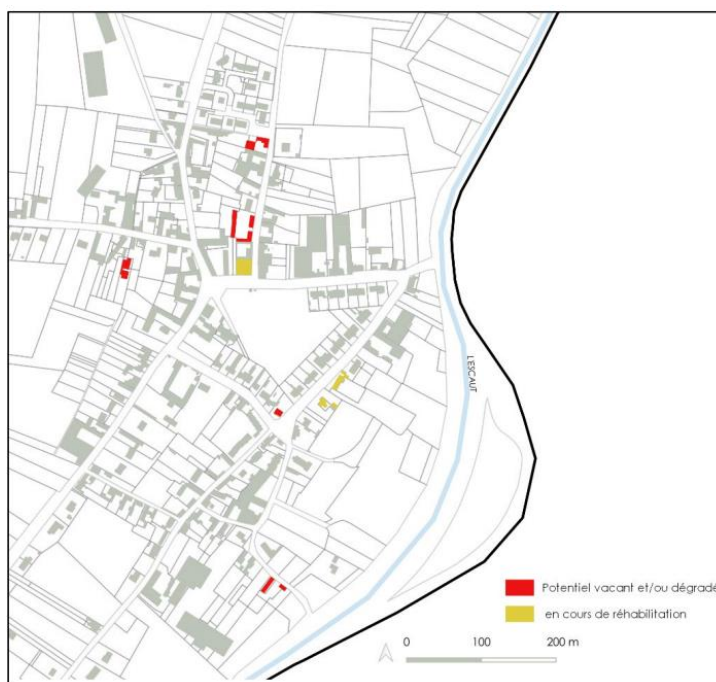 L'ESCAUT
Potentiel vacant et/ou dégradé
en cours de réhabilitation
0 100 200 m